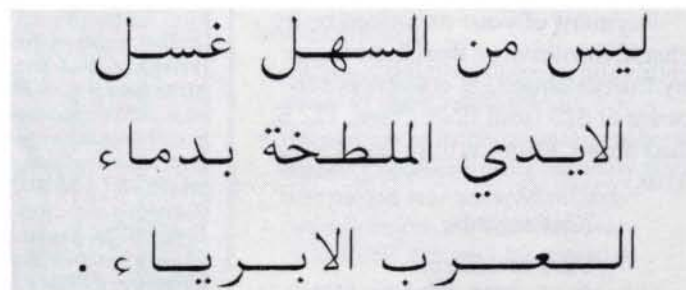 ليس من السهل غسل
الايدي الملطخة بدماء
العرب الابرياء .